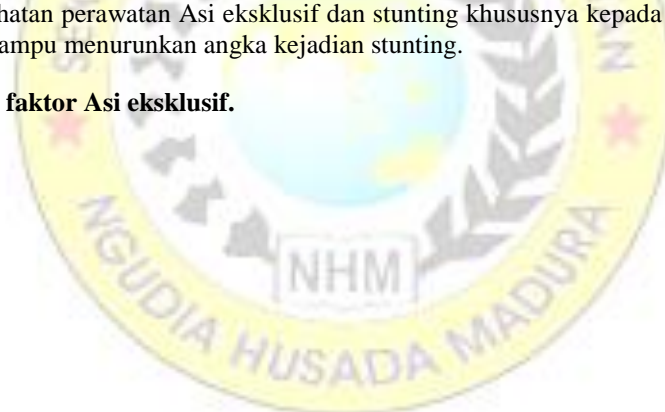 hatan perawatan Asi eksklusif dan stunting khususnya kepada
ampu menurunkan angka kejadian stunting.
faktor Asi eksklusif.
NHM
NGUDIA HUSADA MADURA